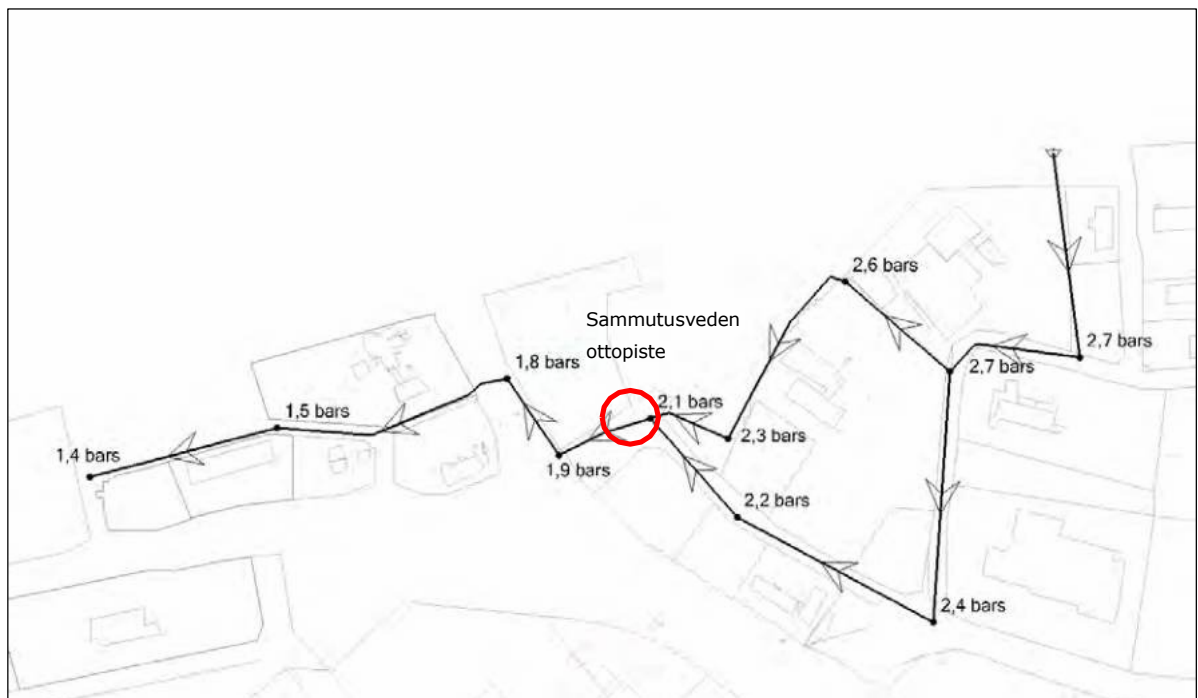 2,6 bars
Sammutusveden
ottopiste
2,7 bars
2,7 bars
1,8 bars
2,1 bars
1,5 bars
2,3 bars
1,4 bars
1,9 bars
2,2 bars
2,4 bars